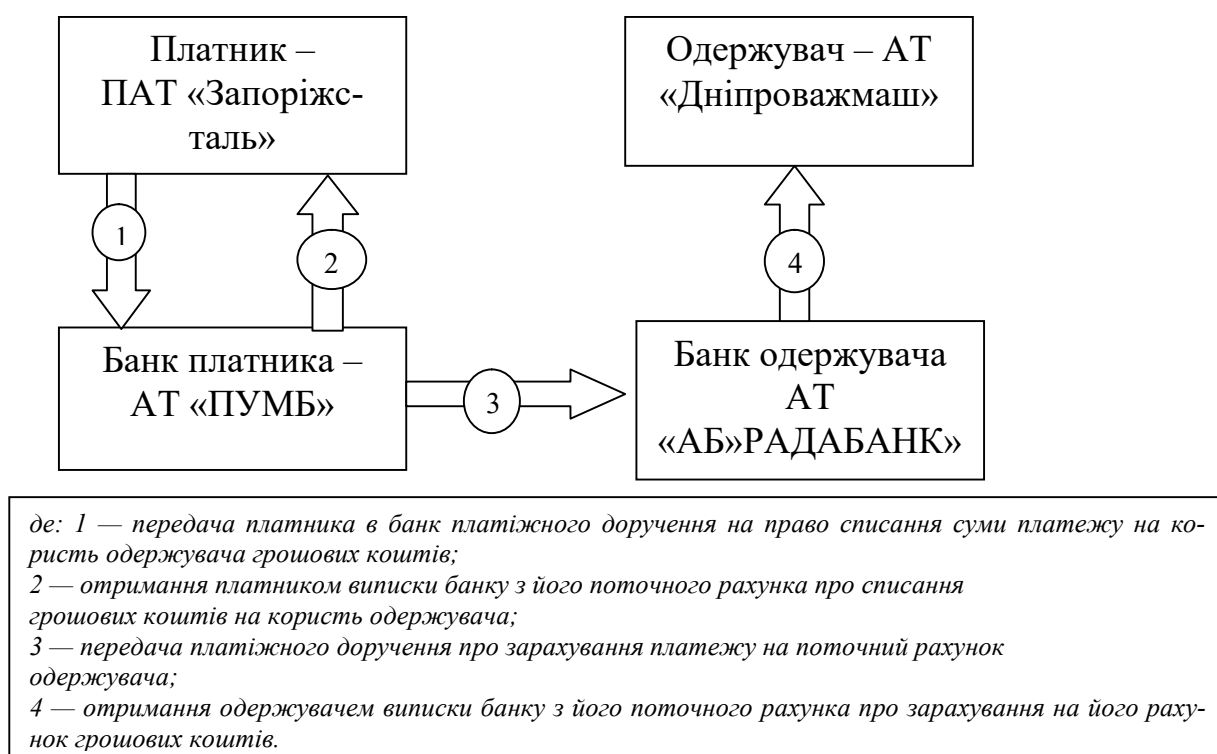 Платник –
ПАТ «Запоріжс-
таль»
Одержувач – АТ
«Дніпроважмаш»
1
2
4
Банк платника –
АТ «ПУМБ»
3
Банк одержувача
АТ
«АБ»РАДАБАНК»
де: 1 — передача платника в банк платіжного доручення на право списання суми платежу на ко-
ристь одержувача грошових коштів;
2 — отримання платником виписки банку з його поточного рахунка про списання
грошових коштів на користь одержувача;
3 — передача платіжного доручення про зарахування платежу на поточний рахунок
одержувача;
4 — отримання одержувачем виписки банку з його поточного рахунка про зарахування на його раху-
нок грошових коштів.